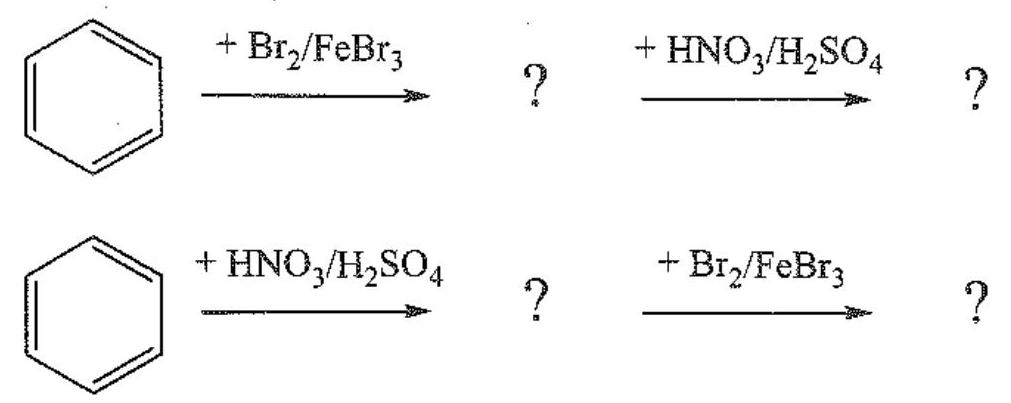 + Br₂/FeBr₃ ? + HNO₃/H₂SO₄ ?
+ HNO₃/H₂SO₄ ? + Br₂/FeBr₃ ?